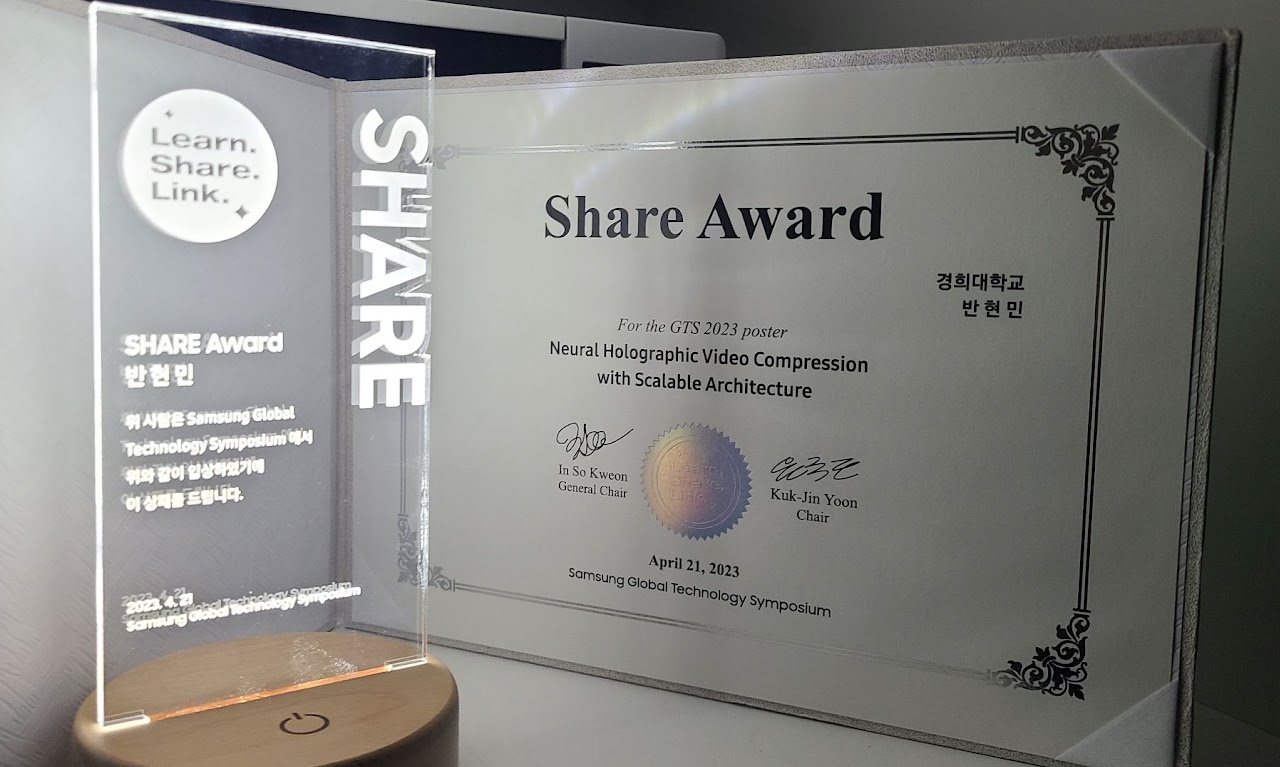 Learn.
Share.
Link.
SHARE
SHARE Award
반현민
위 사람은 Samsung Global
Technology Symposium 에서
위와 같이 입상하였기에
이 상패를 드립니다.
2023. 4. 21
Samsung Global Technology Symposium
Share Award
경희대학교
반 현 민
For the GTS 2023 poster
Neural Holographic Video Compression
with Scalable Architecture
In So Kweon
General Chair
Learn.
Share.
Link.
Kuk-Jin Yoon
Chair
April 21, 2023
Samsung Global Technology Symposium